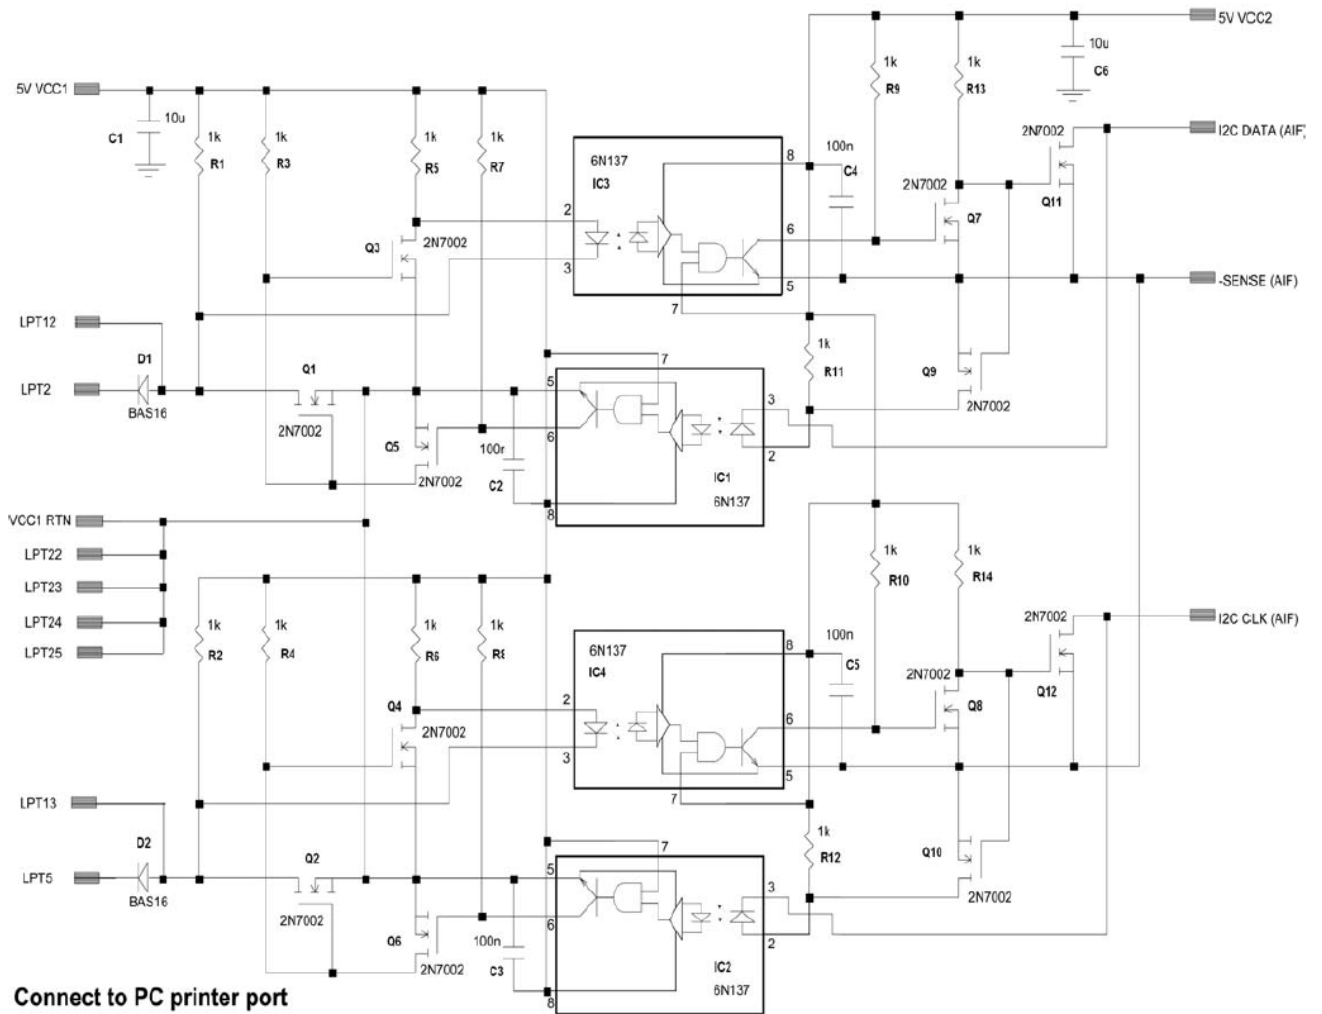 5V VCC2
10u
C6
1k
R9
1k
R13
5V VCC1
10u
C1
1k
R1
1k
R3
1k
R5
1k
R7
2N7002
I2C DATA (AIF)
Q11
6N137
IC3
8
100n
C4
2N7002
Q7
2
3
6
5
7
Q3
2N7002
-SENSE (AIF)
LPT12
D1
LPT2
BAS16
Q1
2N7002
Q5
2N7002
100n
C2
5
6
7
8
3
2
IC1
6N137
1k
R11
Q9
2N7002
VCC1 RTN
LPT22
LPT23
LPT24
LPT25
1k
R2
1k
R4
1k
R6
1k
R8
1k
R10
1k
R14
6N137
IC4
8
100n
C5
2N7002
Q12
I2C CLK (AIF)
2N7002
Q8
2
3
6
5
7
Q4
2N7002
LPT13
D2
LPT5
BAS16
Q2
2N7002
Q6
2N7002
100n
C3
5
6
7
8
3
2
IC2
6N137
1k
R12
Q10
2N7002
Connect to PC printer port